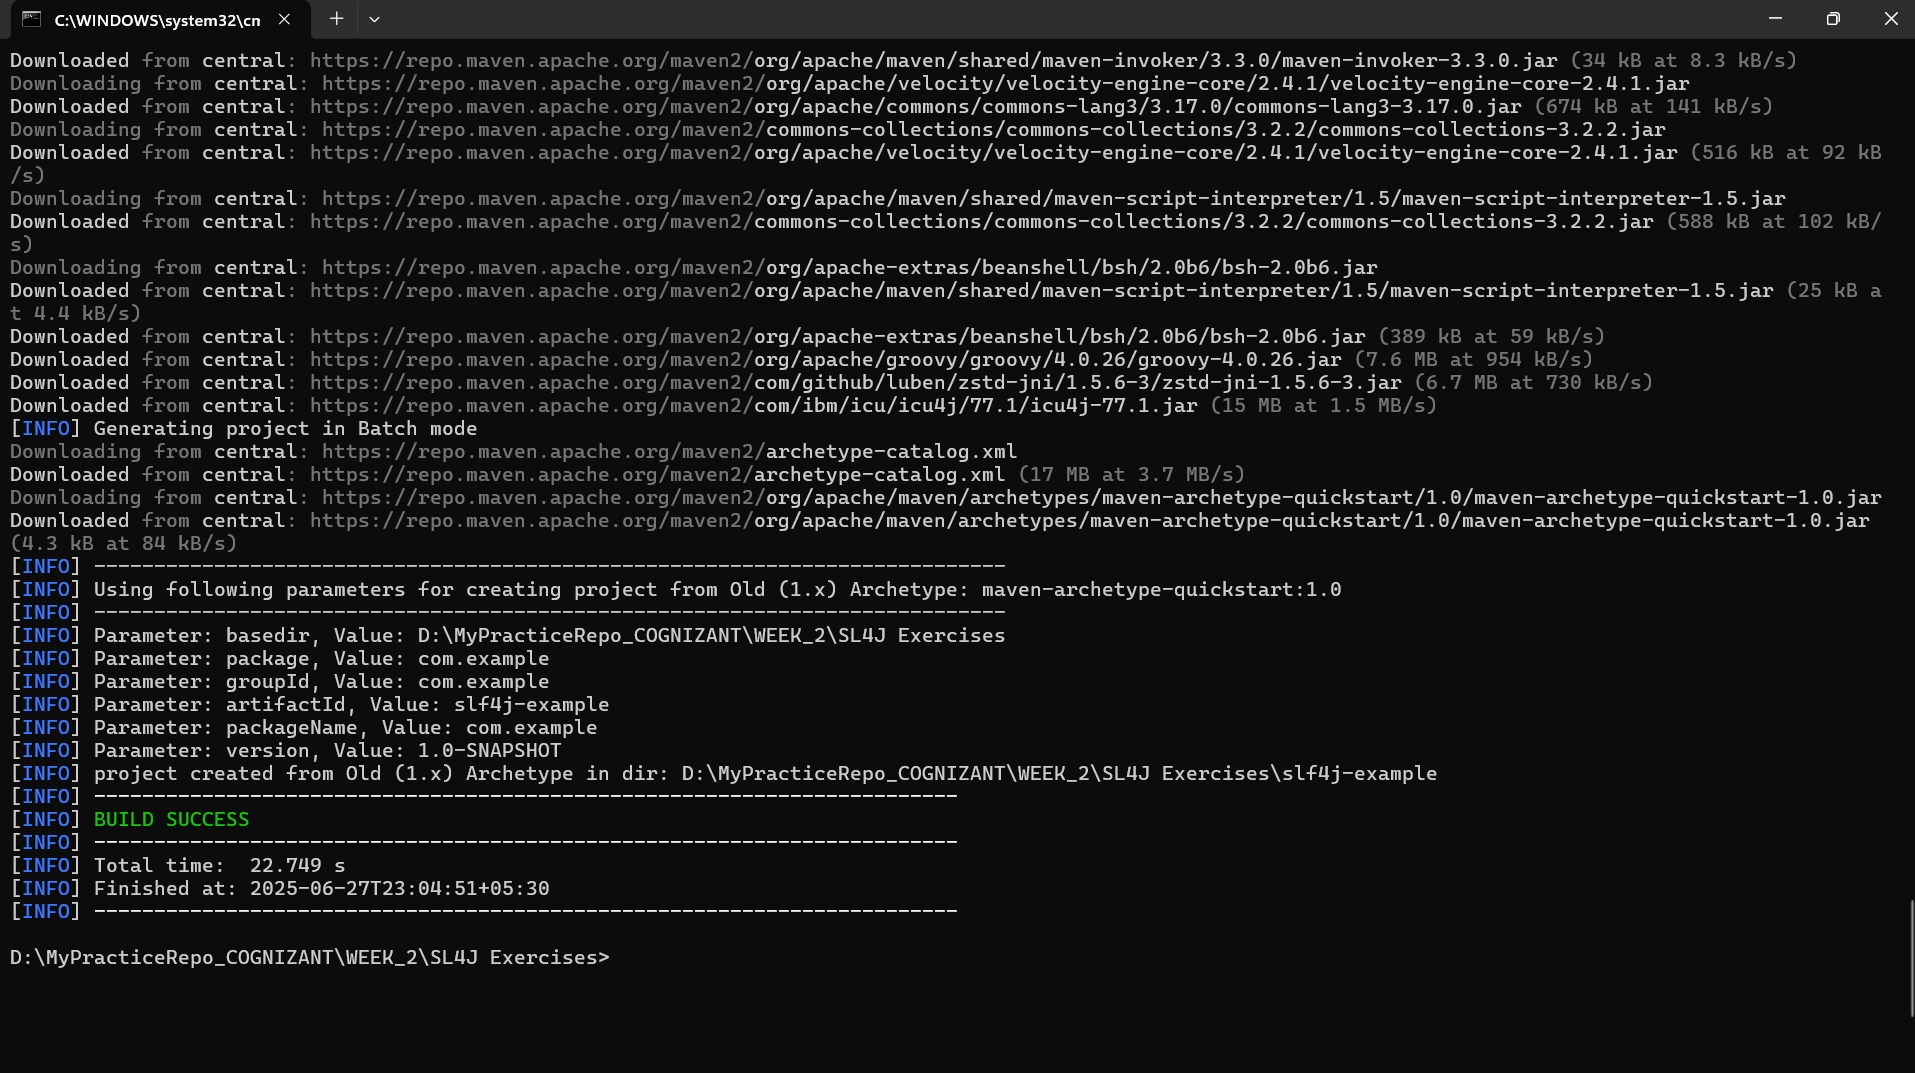 C:\WINDOWS\system32\cn
Downloaded from central: https://repo.maven.apache.org/maven2/org/apache/maven/shared/maven-invoker/3.3.0/maven-invoker-3.3.0.jar (34 kB at 8.3 kB/s)
Downloading from central: https://repo.maven.apache.org/maven2/org/apache/velocity/velocity-engine-core/2.4.1/velocity-engine-core-2.4.1.jar
Downloaded from central: https://repo.maven.apache.org/maven2/org/apache/commons/commons-lang3/3.17.0/commons-lang3-3.17.0.jar (674 kB at 141 kB/s)
Downloading from central: https://repo.maven.apache.org/maven2/commons-collections/commons-collections/3.2.2/commons-collections-3.2.2.jar
Downloaded from central: https://repo.maven.apache.org/maven2/org/apache/velocity/velocity-engine-core/2.4.1/velocity-engine-core-2.4.1.jar (516 kB at 92 kB
/s)
Downloading from central: https://repo.maven.apache.org/maven2/org/apache/maven/shared/maven-script-interpreter/1.5/maven-script-interpreter-1.5.jar
Downloaded from central: https://repo.maven.apache.org/maven2/commons-collections/commons-collections/3.2.2/commons-collections-3.2.2.jar (588 kB at 102 kB/
s)
Downloading from central: https://repo.maven.apache.org/maven2/org/apache-extras/beanshell/bsh/2.0b6/bsh-2.0b6.jar
Downloaded from central: https://repo.maven.apache.org/maven2/org/apache/maven/shared/maven-script-interpreter/1.5/maven-script-interpreter-1.5.jar (25 kB a
t 4.4 kB/s)
Downloaded from central: https://repo.maven.apache.org/maven2/org/apache-extras/beanshell/bsh/2.0b6/bsh-2.0b6.jar (389 kB at 59 kB/s)
Downloaded from central: https://repo.maven.apache.org/maven2/org/apache/groovy/groovy/4.0.26/groovy-4.0.26.jar (7.6 MB at 954 kB/s)
Downloaded from central: https://repo.maven.apache.org/maven2/com/github/luben/zstd-jni/1.5.6-3/zstd-jni-1.5.6-3.jar (6.7 MB at 730 kB/s)
Downloaded from central: https://repo.maven.apache.org/maven2/com/ibm/icu/icu4j/77.1/icu4j-77.1.jar (15 MB at 1.5 MB/s)
[INFO] Generating project in Batch mode
Downloading from central: https://repo.maven.apache.org/maven2/archetype-catalog.xml
Downloaded from central: https://repo.maven.apache.org/maven2/archetype-catalog.xml (17 MB at 3.7 MB/s)
Downloading from central: https://repo.maven.apache.org/maven2/org/apache/maven/archetypes/maven-archetype-quickstart/1.0/maven-archetype-quickstart-1.0.jar
Downloaded from central: https://repo.maven.apache.org/maven2/org/apache/maven/archetypes/maven-archetype-quickstart/1.0/maven-archetype-quickstart-1.0.jar
(4.3 kB at 84 kB/s)
[INFO] ----------------------------------------------------------------------------
[INFO] Using following parameters for creating project from Old (1.x) Archetype: maven-archetype-quickstart:1.0
[INFO] ----------------------------------------------------------------------------
[INFO] Parameter: basedir, Value: D:\MyPracticeRepo_COGNIZANT\WEEK_2\SL4J Exercises
[INFO] Parameter: package, Value: com.example
[INFO] Parameter: groupId, Value: com.example
[INFO] Parameter: artifactId, Value: slf4j-example
[INFO] Parameter: packageName, Value: com.example
[INFO] Parameter: version, Value: 1.0-SNAPSHOT
[INFO] project created from Old (1.x) Archetype in dir: D:\MyPracticeRepo_COGNIZANT\WEEK_2\SL4J Exercises\slf4j-example
[INFO] ------------------------------------------------------------------------
[INFO] BUILD SUCCESS
[INFO] ------------------------------------------------------------------------
[INFO] Total time:  22.749 s
[INFO] Finished at: 2025-06-27T23:04:51+05:30
[INFO] ------------------------------------------------------------------------
D:\MyPracticeRepo_COGNIZANT\WEEK_2\SL4J Exercises>